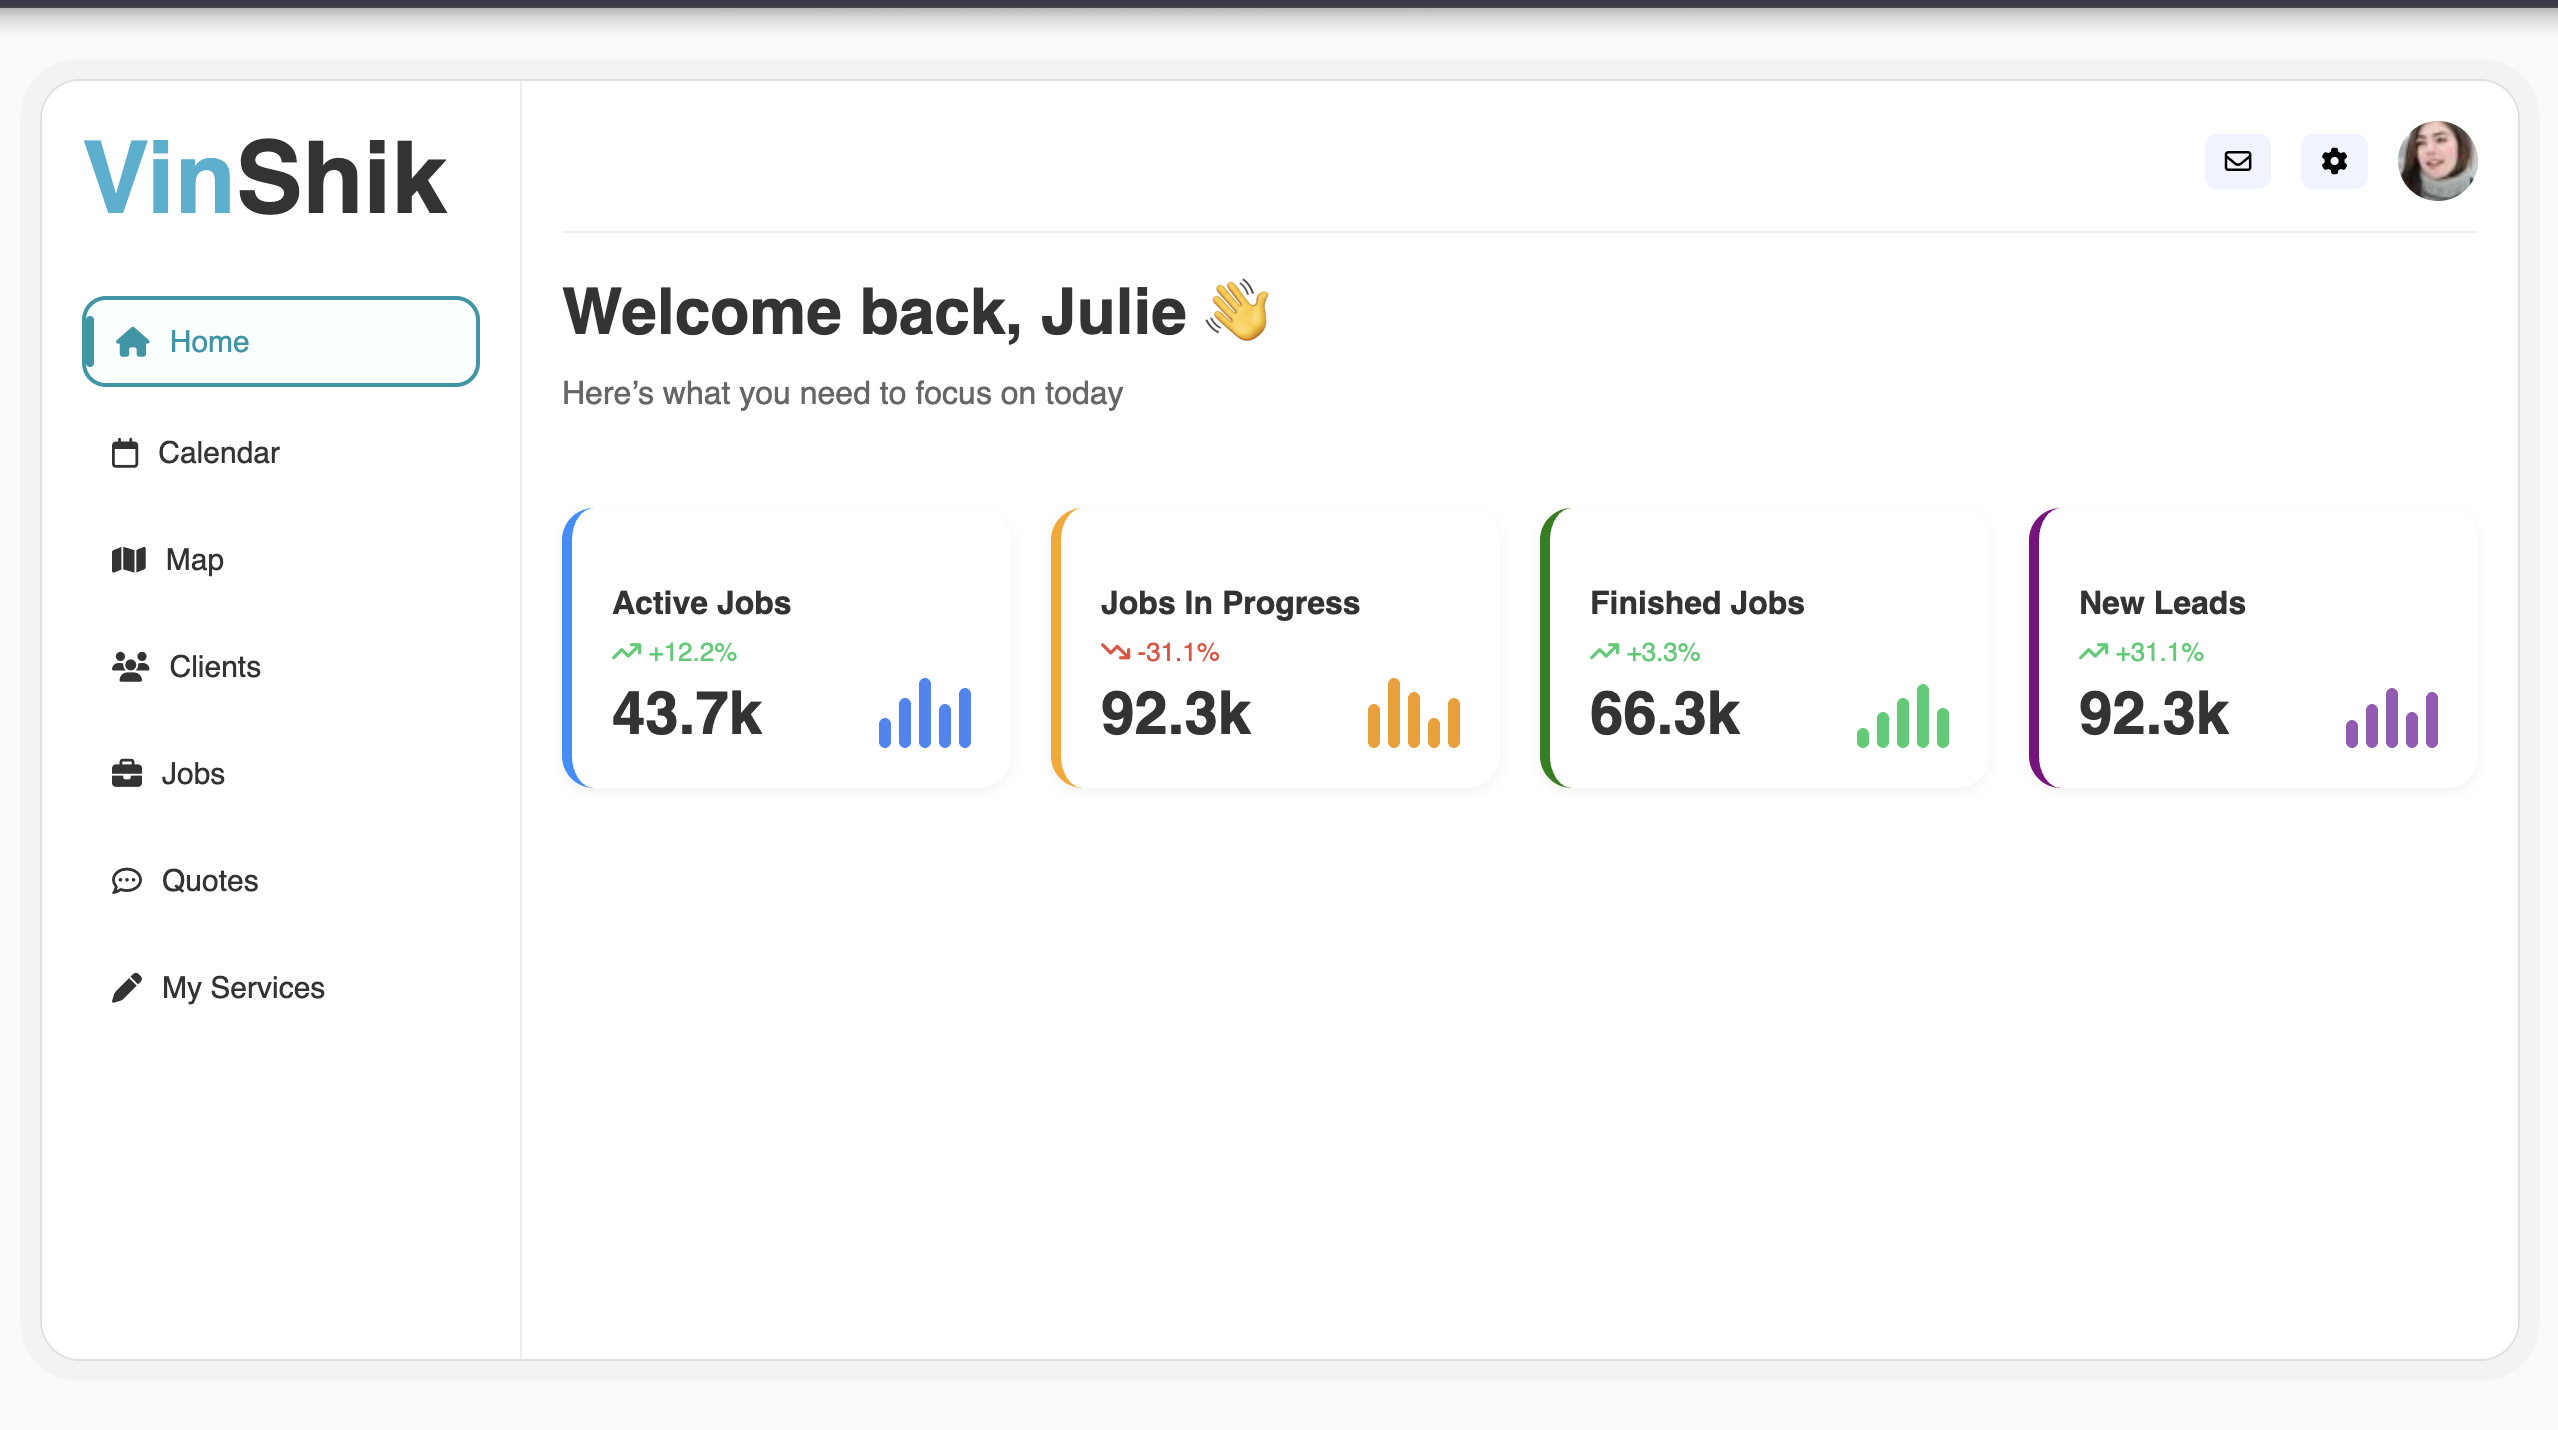 VinShik
Home
Calendar
Map
Clients
Jobs
Quotes
My Services
Welcome back, Julie 👋
Here’s what you need to focus on today
Active Jobs
+12.2%
43.7k
Jobs In Progress
-31.1%
92.3k
Finished Jobs
+3.3%
66.3k
New Leads
+31.1%
92.3k